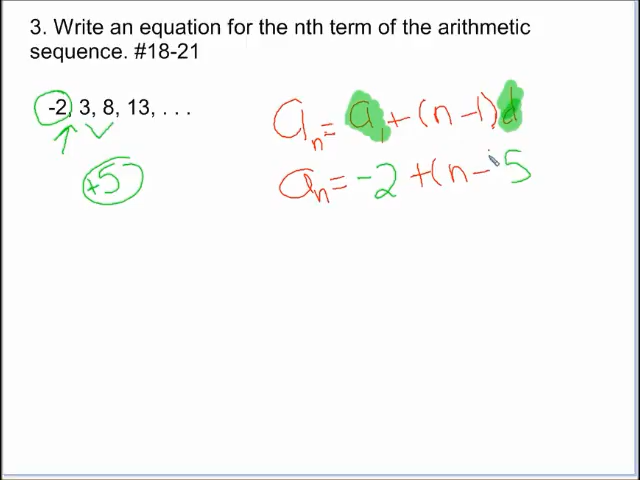 3. Write an equation for the nth term of the arithmetic
sequence. #18-21
-2, 3, 8, 13, . . .
+5
aₙ = a₁ + (n - 1) d
aₙ = -2 + (n - 5